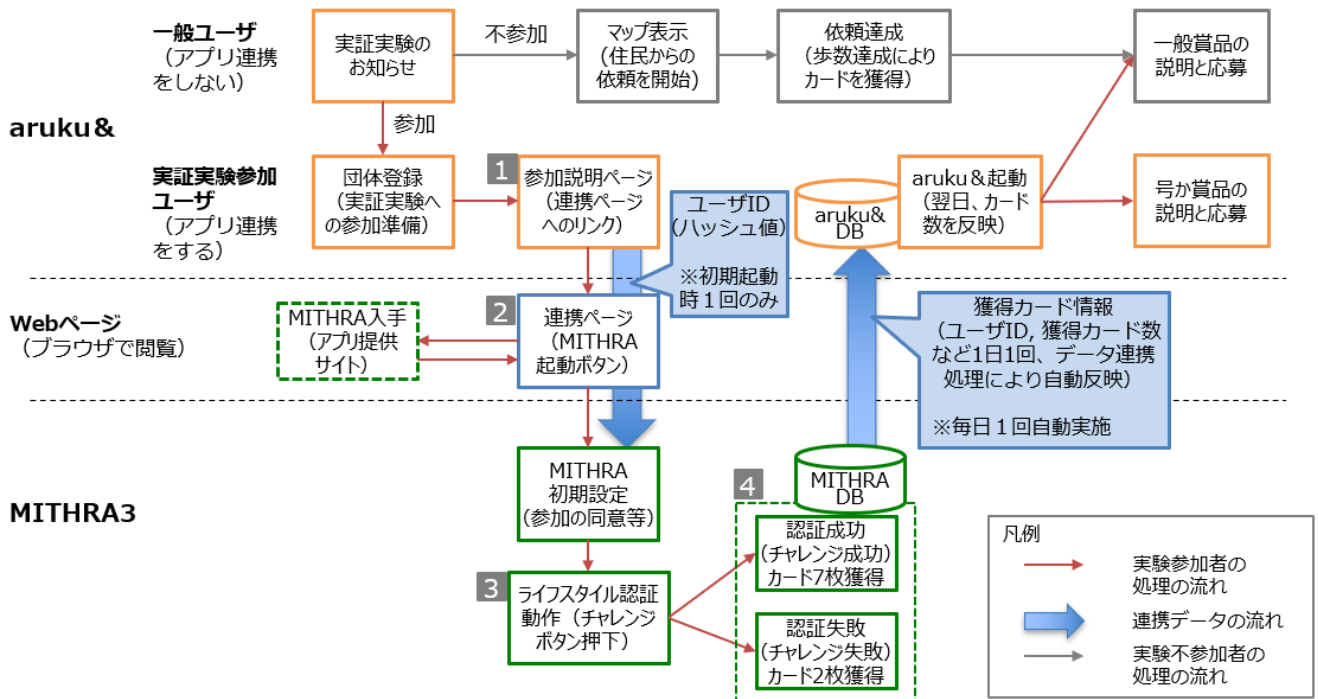 一般ユーザ
（アプリ連携
をしない）
実証実験の
お知らせ
不参加
マップ表示
（住民からの
依頼を開始）
依頼達成
（歩数達成により
カードを獲得）
一般賞品の
説明と応募
aruku＆
参加
実証実験参加
ユーザ
（アプリ連携
をする）
団体登録
（実証実験へ
の参加準備）
1
参加説明ページ
（連携ページ
へのリンク）
ユーザID
（ハッシュ値）
※初期起動
時１回のみ
aruku&
DB
aruku＆起動
（翌日、カード
数を反映）
号か賞品の
説明と応募
Webページ
（ブラウザで閲覧）
MITHRA入手
（アプリ提供
サイト）
2
連携ページ
（MITHRA
起動ボタン）
獲得カード情報
（ユーザID, 獲得カード数
など1日1回、データ連携
処理により自動反映）
※毎日１回自動実施
MITHRA3
MITHRA
初期設定
（参加の同意等）
MITHRA
DB
3
ライフスタイル認証
動作（チャレンジ
ボタン押下）
4
認証成功
（チャレンジ成功）
カード7枚獲得
認証失敗
（チャレンジ失敗）
カード2枚獲得
凡例
実験参加者の
処理の流れ
連携データの流れ
実験不参加者の
処理の流れ